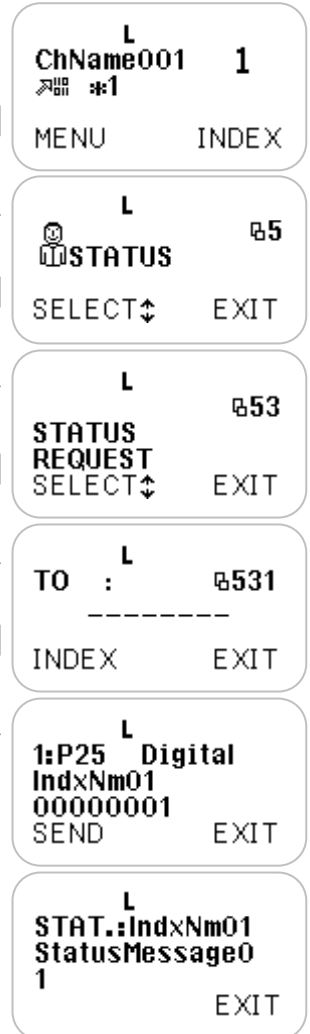 L
ChName001 1
*1
MENU INDEX
L
5
STATUS
SELECT↕ EXIT
L
53
STATUS
REQUEST
SELECT↕ EXIT
L
TO : 531
--------
INDEX EXIT
L
1:P25 Digital
IndxNm01
00000001
SEND EXIT
L
STAT.:IndxNm01
StatusMessage0
1
EXIT